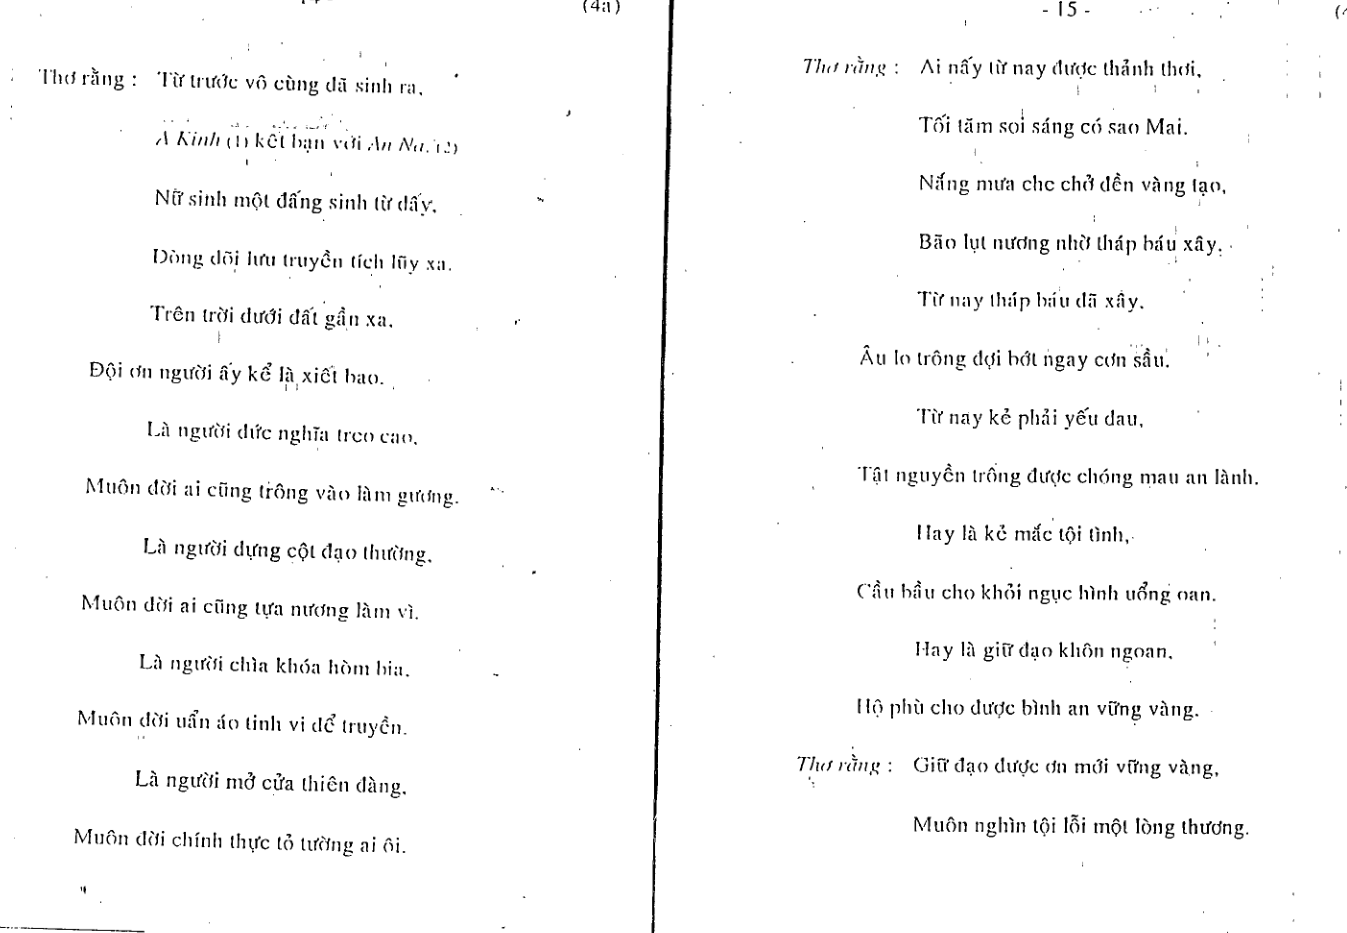 (4a)
Thơ rằng : Từ trước vô cùng đã sinh ra,
A Kinh (1) kết bạn với An Na. (2)
Nữ sinh một đấng sinh từ dấy,
Dòng dõi lưu truyền tích lũy xa.
Trên trời dưới đất gần xa,
Đội ơn người ấy kể là xiết bao.
Là người đức nghĩa treo cao,
Muôn đời ai cũng trông vào làm gương.
Là người dựng cột đạo thường,
Muôn đời ai cũng tựa nương làm vì.
Là người chìa khóa hòm bia,
Muôn đời uẩn áo tinh vi để truyền.
Là người mở cửa thiên đàng,
Muôn đời chính thực tỏ tường ai ôi.
- 15 -
Thơ rằng : Ai nấy từ nay được thảnh thơi,
Tối tăm soi sáng có sao Mai.
Nắng mưa che chở đền vàng tạo,
Bão lụt nương nhờ tháp báu xây.
Từ nay tháp báu đã xây.
Âu lo trông đợi bớt ngay cơn sầu.
Từ nay kẻ phải yếu đau,
Tật nguyền trông được chóng mau an lành.
Hay là kẻ mắc tội tình,
Cầu bầu cho khỏi ngục hình uổng oan.
Hay là giữ đạo khôn ngoan,
Hộ phù cho được bình an vững vàng.
Thơ rằng : Giữ đạo được ơn mới vững vàng,
Muôn nghìn tội lỗi một lòng thương.